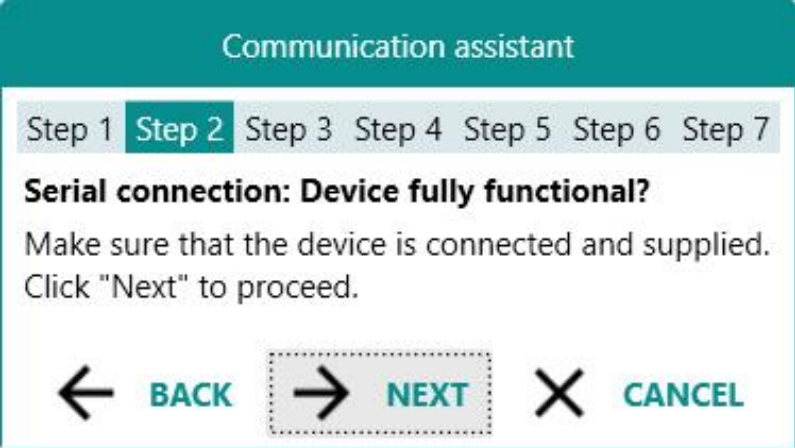 Communication assistant
Step 1 Step 2 Step 3 Step 4 Step 5 Step 6 Step 7
Serial connection: Device fully functional?
Make sure that the device is connected and supplied.
Click "Next" to proceed.
BACK NEXT CANCEL